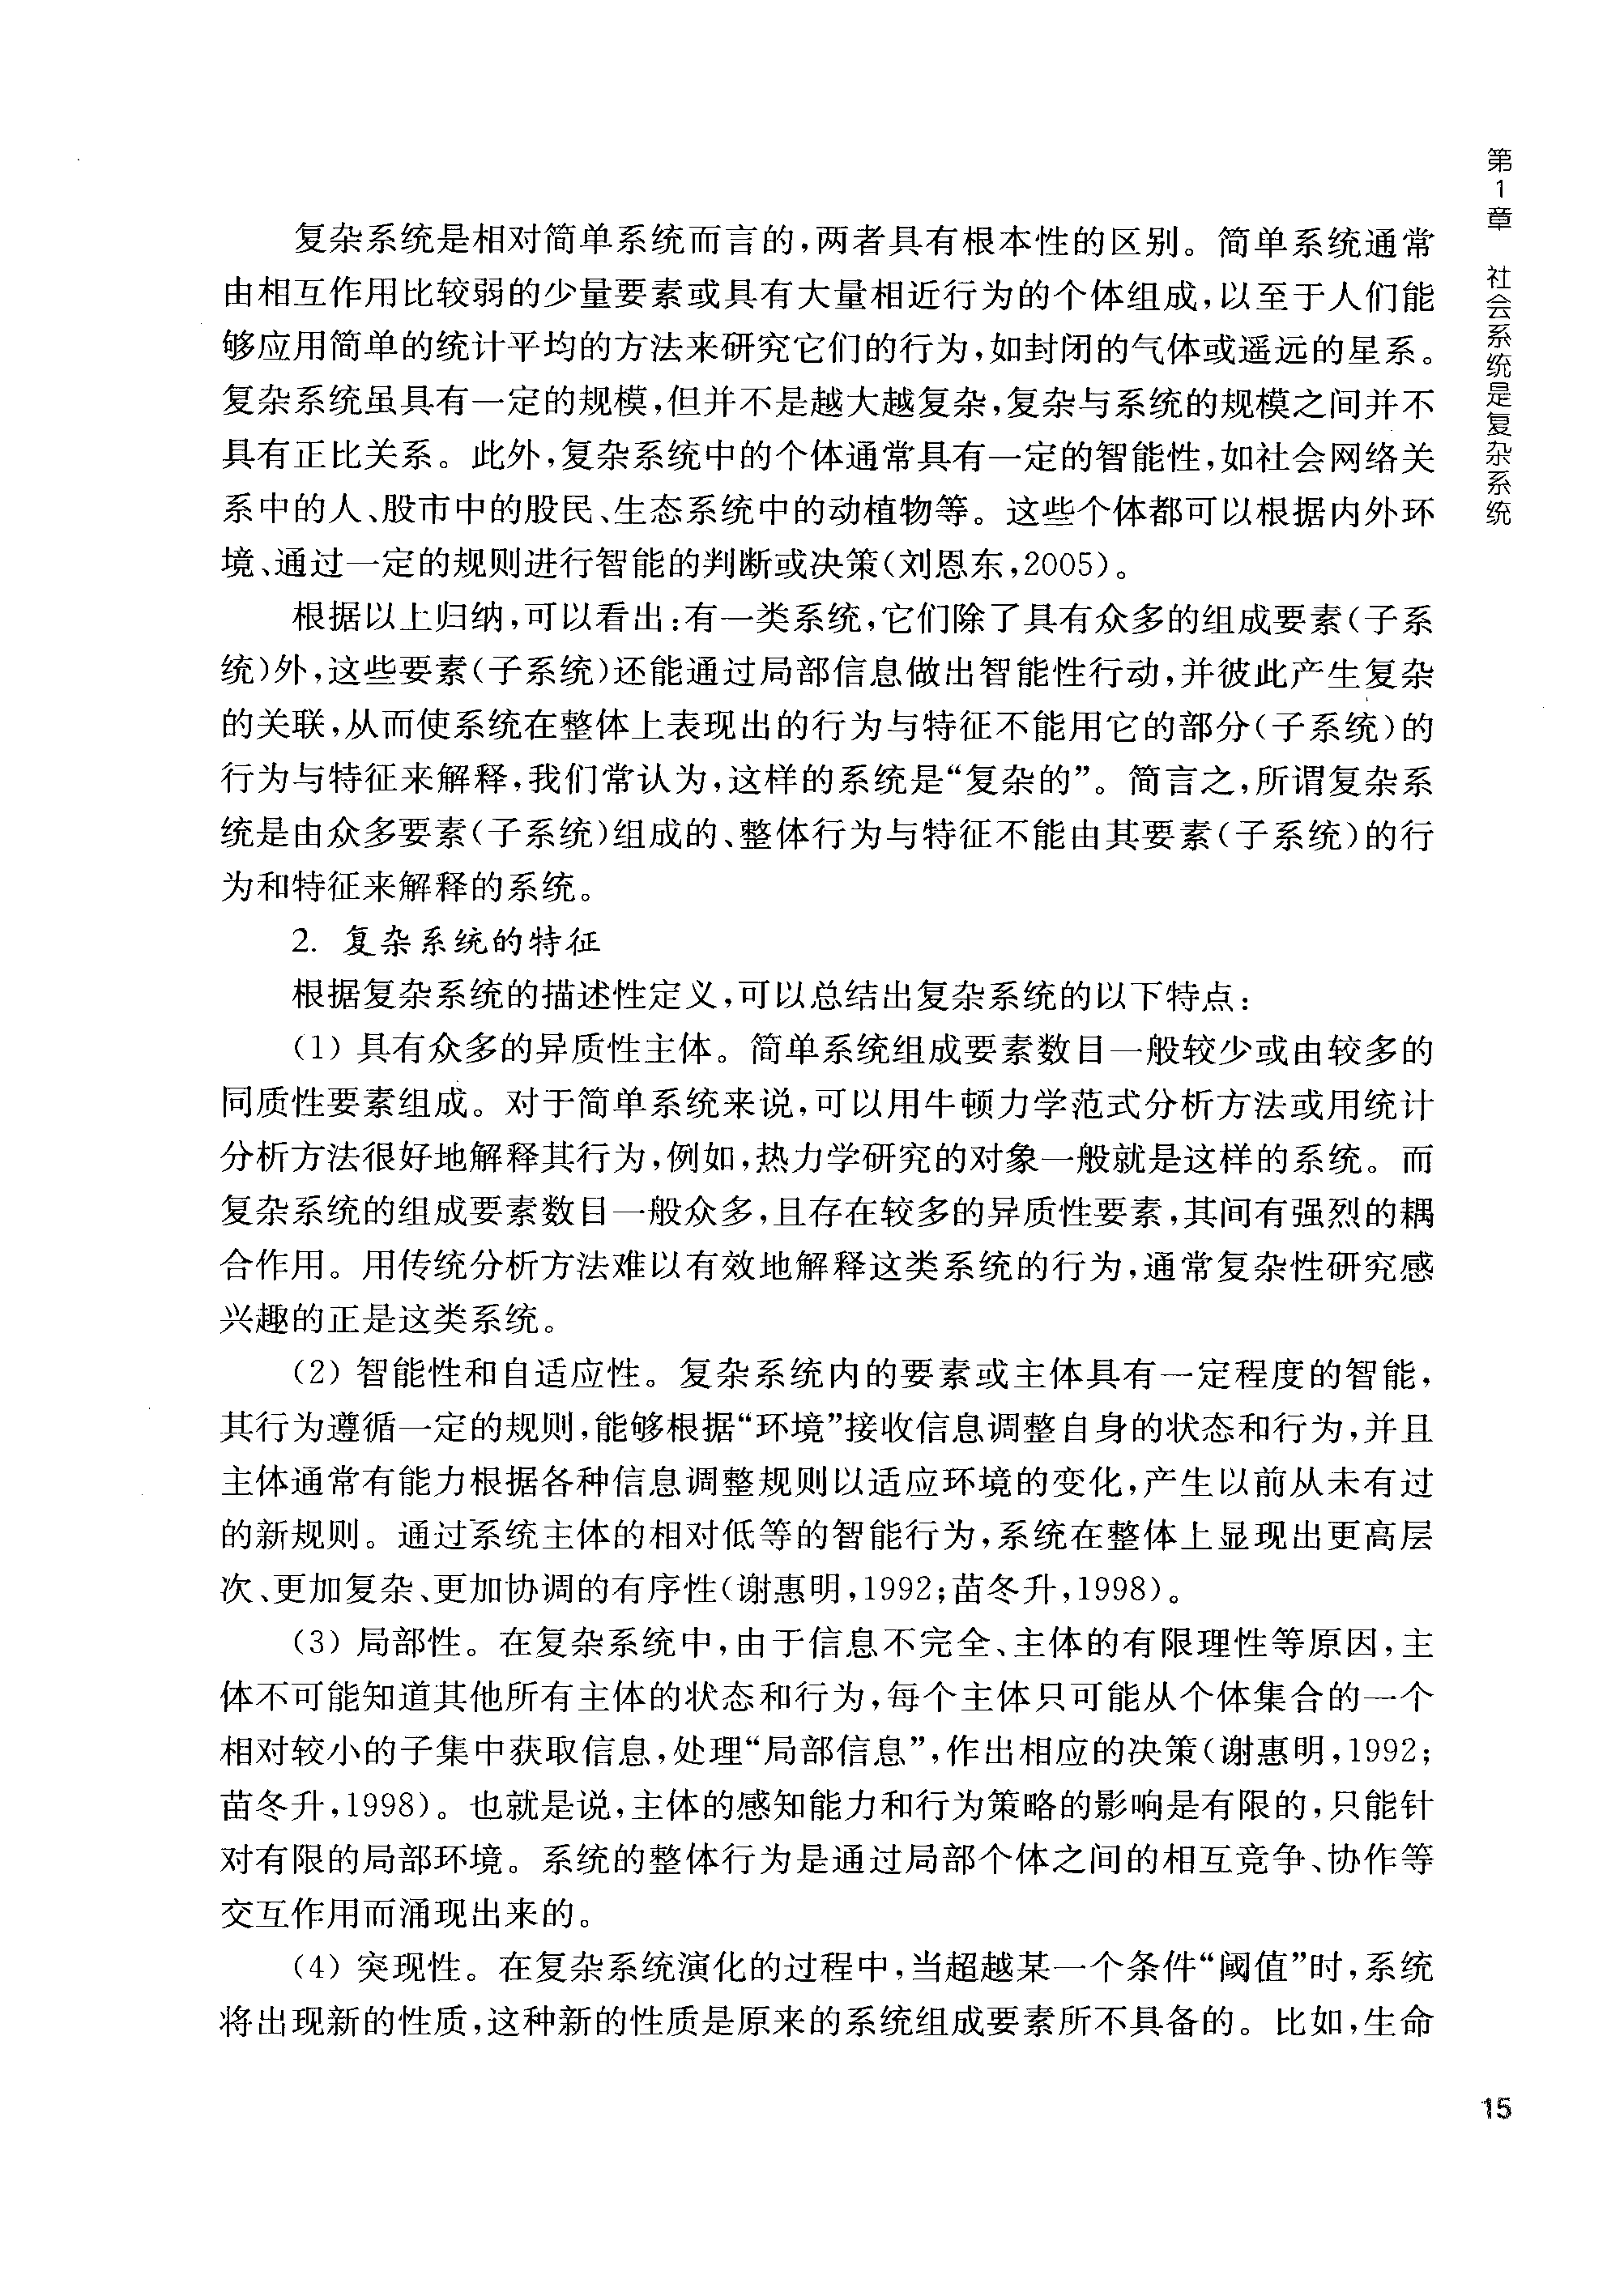 第1章 社会系统是复杂系统
复杂系统是相对简单系统而言的,两者具有根本性的区别。简单系统通常
由相互作用比较弱的少量要素或具有大量相近行为的个体组成,以至于人们能
够应用简单的统计平均的方法来研究它们的行为,如封闭的气体或遥远的星系。
复杂系统虽具有一定的规模,但并不是越大越复杂,复杂与系统的规模之间并不
具有正比关系。此外,复杂系统中的个体通常具有一定的智能性,如社会网络关
系中的人、股市中的股民、生态系统中的动植物等。这些个体都可以根据内外环
境、通过一定的规则进行智能的判断或决策(刘恩东,2005)。
根据以上归纳,可以看出:有一类系统,它们除了具有众多的组成要素(子系
统)外,这些要素(子系统)还能通过局部信息做出智能性行动,并彼此产生复杂
的关联,从而使系统在整体上表现出的行为与特征不能用它的部分(子系统)的
行为与特征来解释,我们常认为,这样的系统是“复杂的”。简言之,所谓复杂系
统是由众多要素(子系统)组成的、整体行为与特征不能由其要素(子系统)的行
为和特征来解释的系统。
2. 复杂系统的特征
根据复杂系统的描述性定义,可以总结出复杂系统的以下特点:
(1) 具有众多的异质性主体。简单系统组成要素数目一般较少或由较多的
同质性要素组成。对于简单系统来说,可以用牛顿力学范式分析方法或用统计
分析方法很好地解释其行为,例如,热力学研究的对象一般就是这样的系统。而
复杂系统的组成要素数目一般众多,且存在较多的异质性要素,其间有强烈的耦
合作用。用传统分析方法难以有效地解释这类系统的行为,通常复杂性研究感
兴趣的正是这类系统。
(2) 智能性和自适应性。复杂系统内的要素或主体具有一定程度的智能,
其行为遵循一定的规则,能够根据“环境”接收信息调整自身的状态和行为,并且
主体通常有能力根据各种信息调整规则以适应环境的变化,产生以前从未有过
的新规则。通过系统主体的相对低等的智能行为,系统在整体上显现出更高层
次、更加复杂、更加协调的有序性(谢惠明,1992;苗冬升,1998)。
(3) 局部性。在复杂系统中,由于信息不完全、主体的有限理性等原因,主
体不可能知道其他所有主体的状态和行为,每个主体只可能从个体集合的一个
相对较小的子集中获取信息,处理“局部信息”,作出相应的决策(谢惠明,1992;
苗冬升,1998)。也就是说,主体的感知能力和行为策略的影响是有限的,只能针
对有限的局部环境。系统的整体行为是通过局部个体之间的相互竞争、协作等
交互作用而涌现出来的。
(4) 突现性。在复杂系统演化的过程中,当超越某一个条件“阈值”时,系统
将出现新的性质,这种新的性质是原来的系统组成要素所不具备的。比如,生命
15